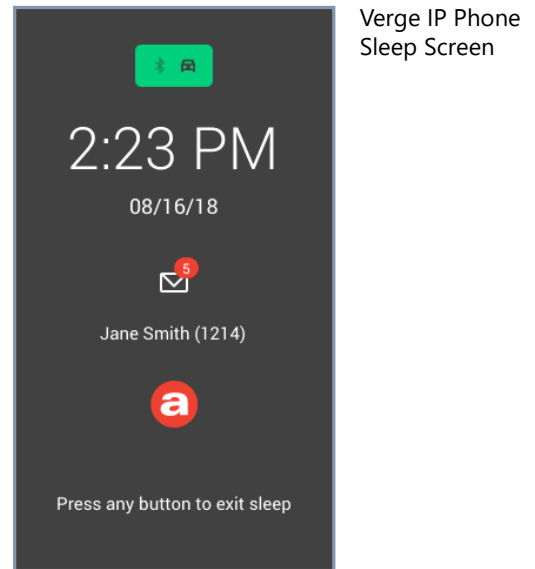 Verge IP Phone
Sleep Screen
2:23 PM
08/16/18
5
Jane Smith (1214)
a
Press any button to exit sleep